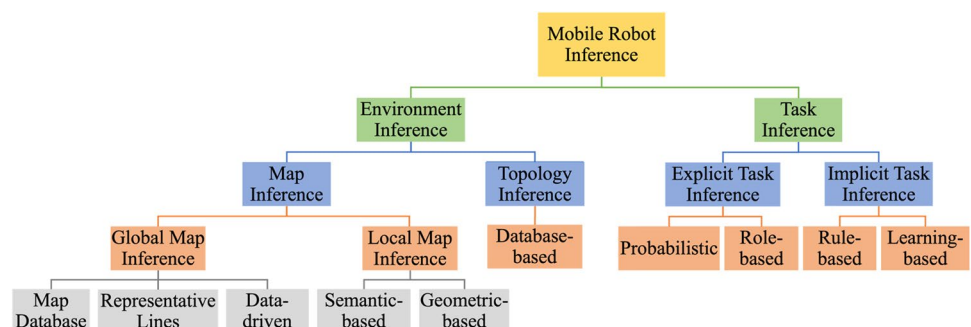 Mobile Robot
Inference
Environment
Inference
Task
Inference
Map
Inference
Topology
Inference
Explicit Task
Inference
Implicit Task
Inference
Global Map
Inference
Local Map
Inference
Database-
based
Probabilistic
Role-
based
Rule-
based
Learning-
based
Map
Database
Representative
Lines
Data-
driven
Semantic-
based
Geometric-
based